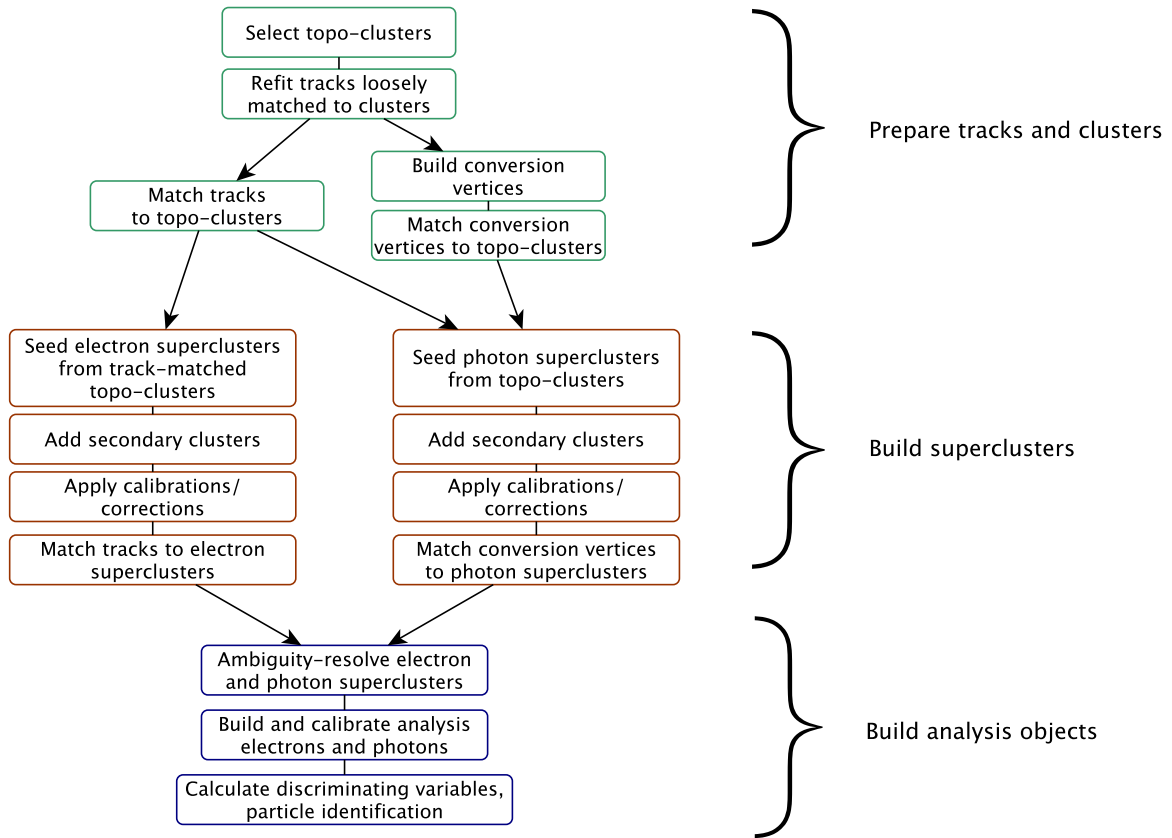 Select topo-clusters
Refit tracks loosely
matched to clusters
Prepare tracks and clusters
Match tracks
to topo-clusters
Build conversion
vertices
Match conversion
vertices to topo-clusters
Seed electron superclusters
from track-matched
topo-clusters
Add secondary clusters
Apply calibrations/
corrections
Match tracks to electron
superclusters
Seed photon superclusters
from topo-clusters
Add secondary clusters
Apply calibrations/
corrections
Match conversion vertices
to photon superclusters
Build superclusters
Ambiguity-resolve electron
and photon superclusters
Build and calibrate analysis
electrons and photons
Calculate discriminating variables,
particle identification
Build analysis objects